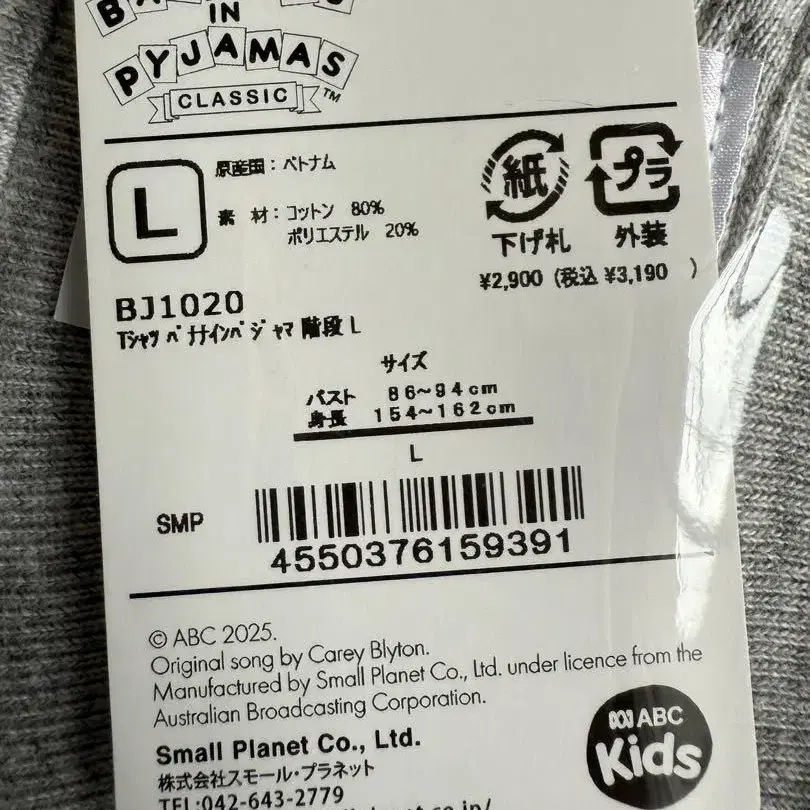 IN
PYJAMAS
CLASSIC™
L
原産国：ベトナム
素 材：コットン 80%
ポリエステル 20%
紙
プラ
下げ札
外装
¥2,900 (税込 ¥3,190 )
BJ1020
Tシャツ バナナインパジャマ 階段 L
サイズ
バスト 86~94cm
身長 154~162cm
L
SMP
4550376159391
© ABC 2025.
Original song by Carey Blyton.
Manufactured by Small Planet Co., Ltd. under licence from the
Australian Broadcasting Corporation.
ABC
Kids
Small Planet Co., Ltd.
株式会社スモール・プラネット
TEL:042-643-2779